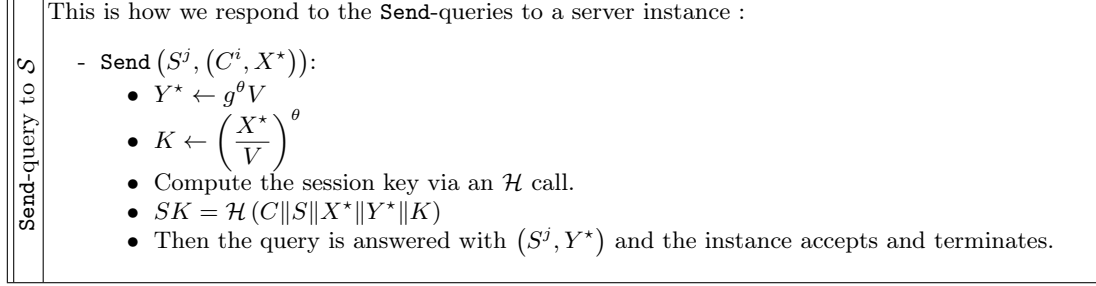 This is how we respond to the Send-queries to a server instance :
Send-query to 𝒮
- Send (S^j, (C^i, X^⋆)):
• Y^⋆ ← g^θ V
• K ← (X^⋆/V)^θ
• Compute the session key via an ℋ call.
• SK = ℋ (C‖S‖X^⋆‖Y^⋆‖K)
• Then the query is answered with (S^j, Y^⋆) and the instance accepts and terminates.